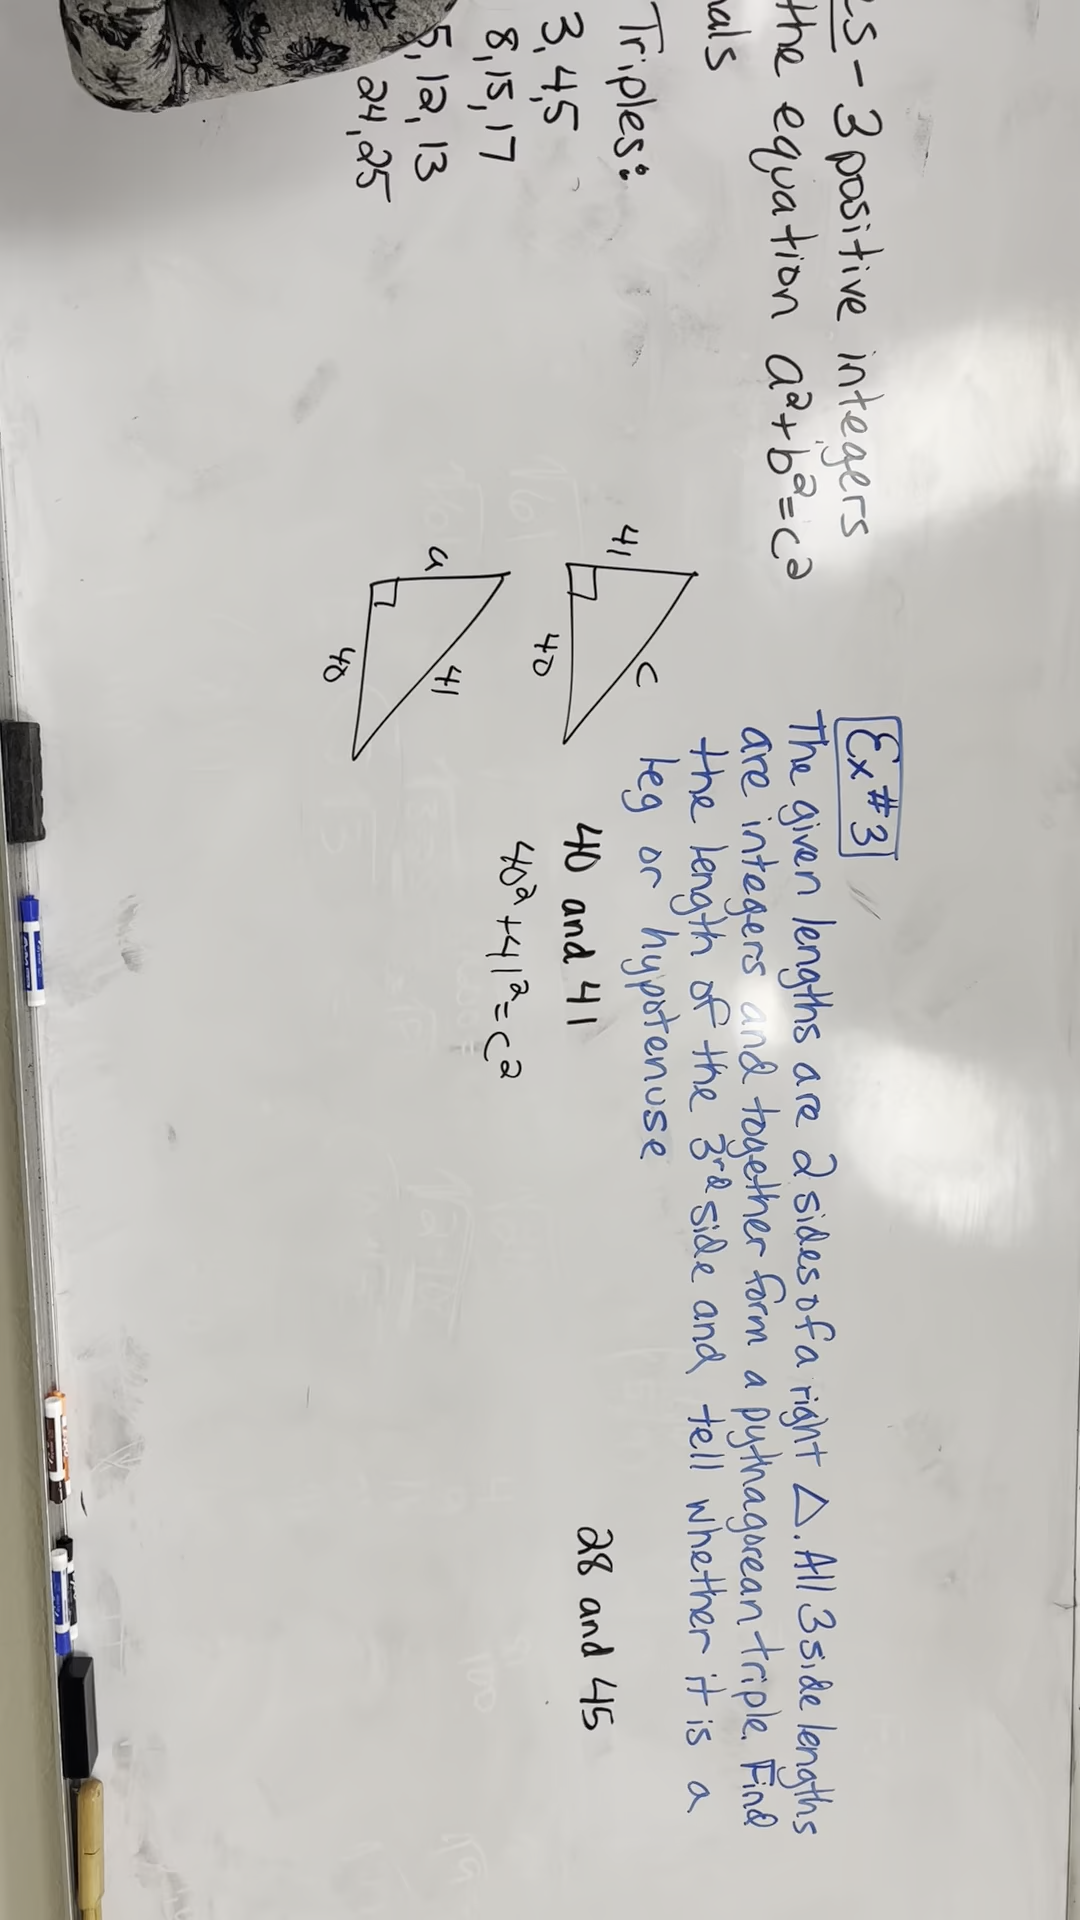 - 3 positive integers
the equation a²+b²=c²
Triples:
3,4,5
8,15,17
5,12,13
24,25
41
c
40
a
41
40
Ex #3
The given lengths are 2 sides of a right △. All 3 side lengths
are integers and together form a pythagorean triple. Find
the length of the 3rd side and tell whether it is a
leg or hypotenuse
40 and 41
28 and 45
40²+41²=c²